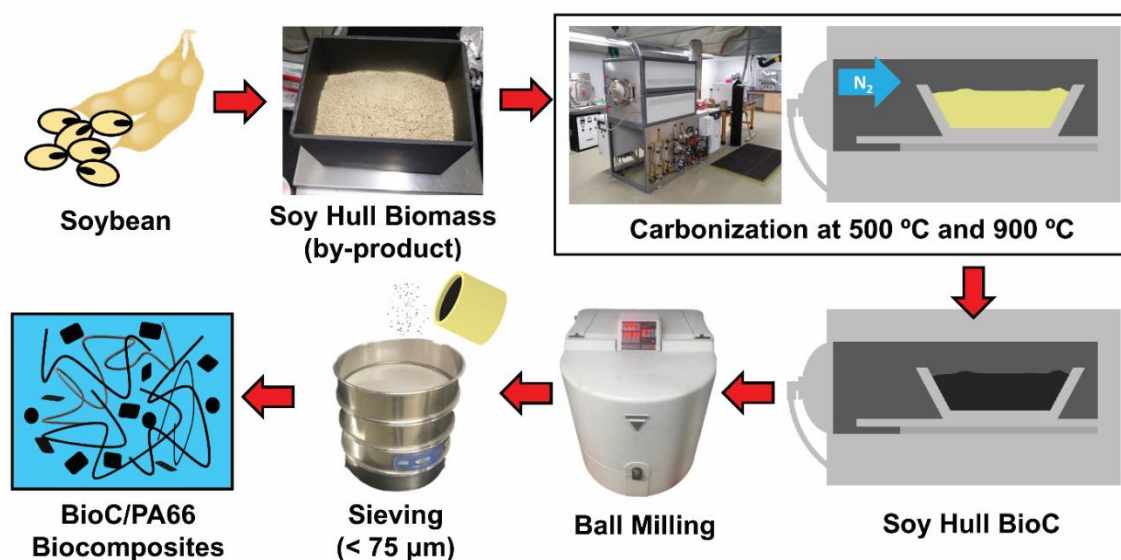 N₂
Soybean
Soy Hull Biomass
(by-product)
Carbonization at 500 ºC and 900 ºC
BioC/PA66
Biocomposites
Sieving
(< 75 µm)
Ball Milling
Soy Hull BioC